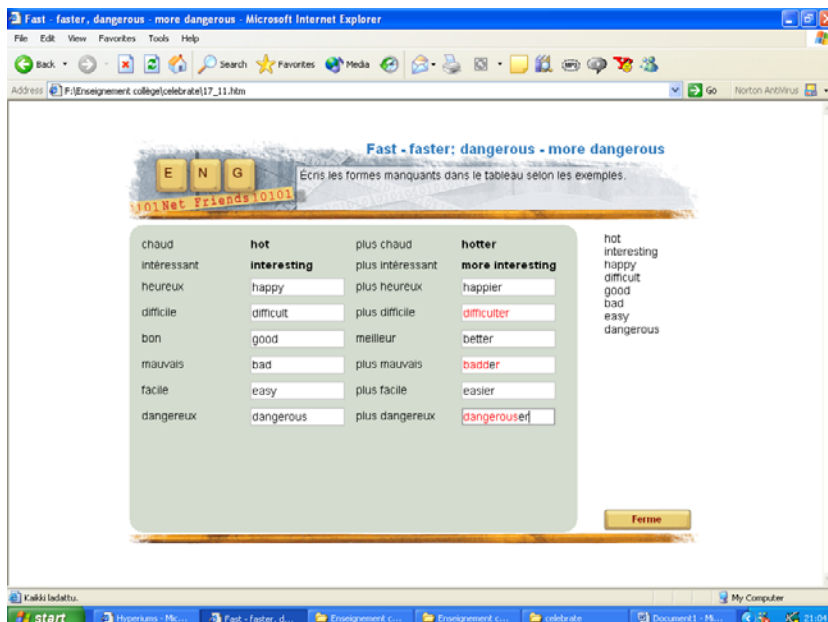 Fast - faster, dangerous - more dangerous - Microsoft Internet Explorer
File Edit View Favorites Tools Help
Back Search Favorites Media
Address F:\Enseignement collège\celebrate\17_11.htm Go Norton AntiVirus
Fast - faster; dangerous - more dangerous
E N G
Écris les formes manquants dans le tableau selon les exemples.
101Net Friends10101
chaud hot plus chaud hotter
intéressant interesting plus intéressant more interesting
heureux happy plus heureux happier
difficile difficult plus difficile difficulter
bon good meilleur better
mauvais bad plus mauvais badder
facile easy plus facile easier
dangereux dangerous plus dangereux dangerouser
hot
interesting
happy
difficult
good
bad
easy
dangerous
Ferme
Kaikki ladattu. My Computer
start Hyperiums - Mic... Fast - faster, d... Enseignement c... Enseignement c... celebrate Document1 - Mi... 21:04